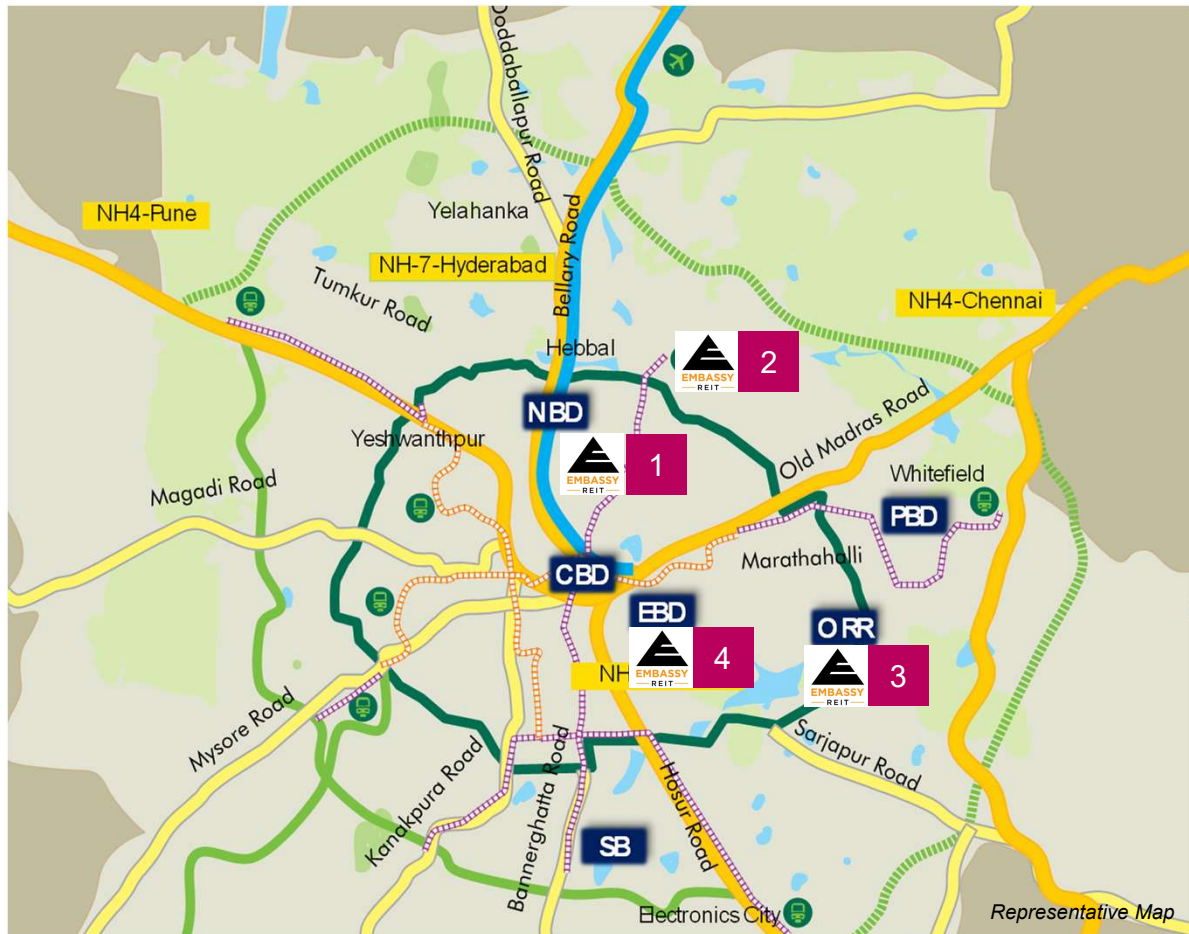 Doddaballapur Road
NH4-Pune
Yelahanka
Bellary Road
NH-7-Hyderabad
Tumkur Road
NH4-Chennai
Hebbal
EMBASSY
REIT
2
NBD
Yeshwanthpur
Old Madras Road
EMBASSY
REIT
1
Whitefield
Magadi Road
PBD
Marathahalli
CBD
EBD
ORR
EMBASSY
REIT
4
NH
EMBASSY
REIT
3
Mysore Road
Kanakpura Road
Bannerghatta Road
Hosur Road
Sarjapur Road
SB
Electronics City
Representative Map